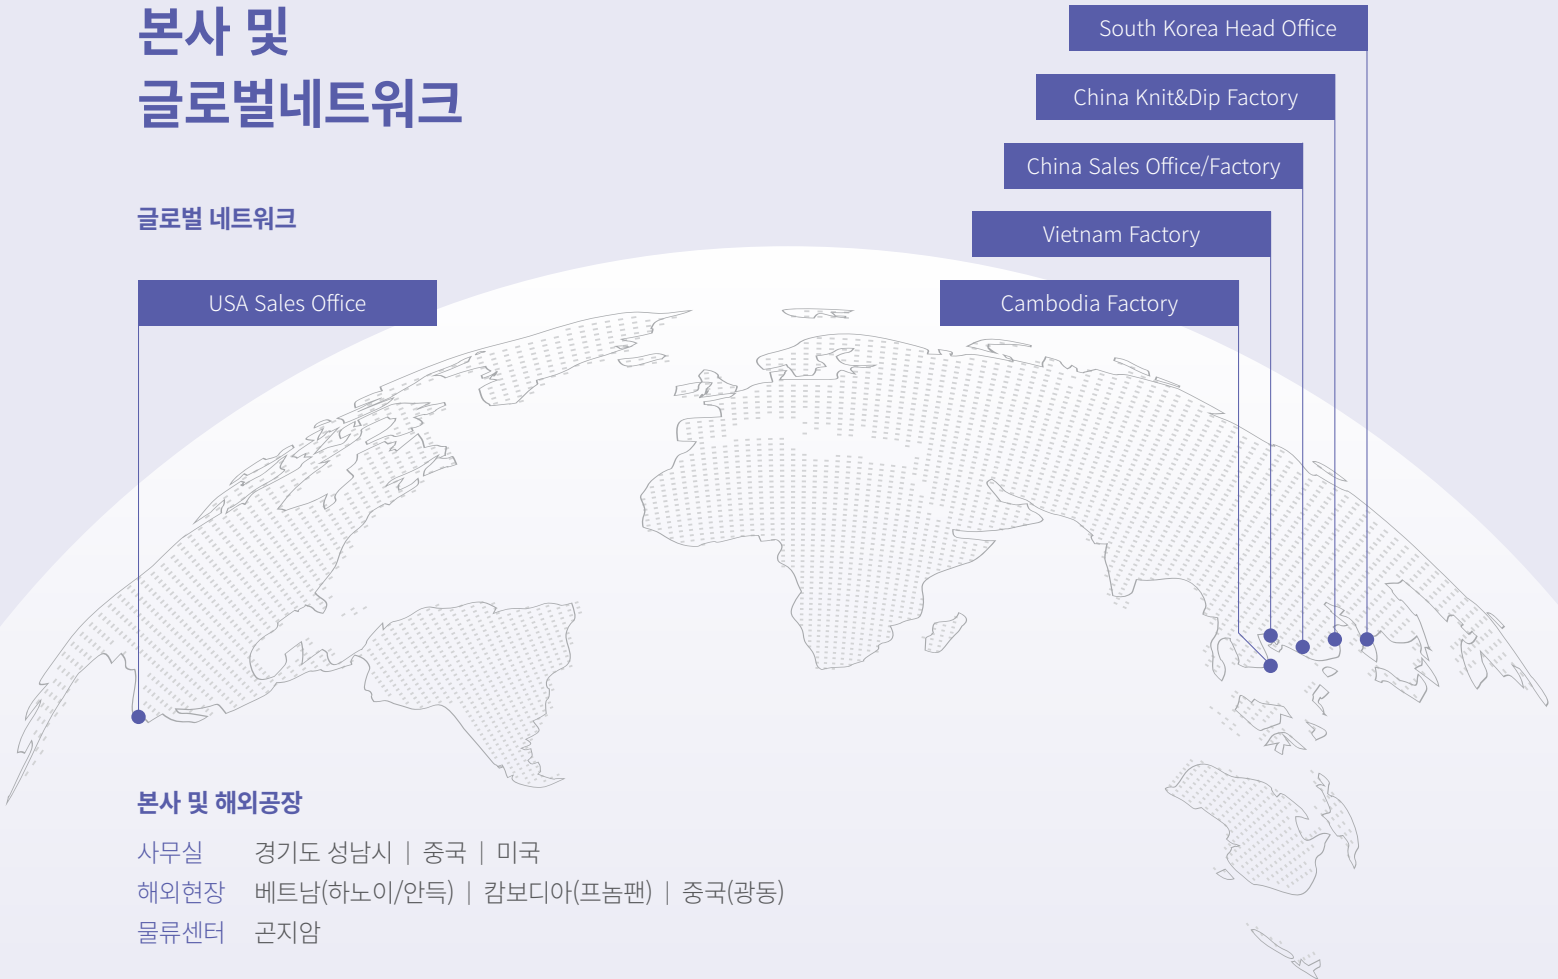 본사 및
글로벌네트워크
글로벌 네트워크
South Korea Head Office
China Knit&Dip Factory
China Sales Office/Factory
Vietnam Factory
Cambodia Factory
USA Sales Office
본사 및 해외공장
사무실 경기도 성남시 | 중국 | 미국
해외현장 베트남(하노이/안득) | 캄보디아(프놈팬) | 중국(광동)
물류센터 곤지암